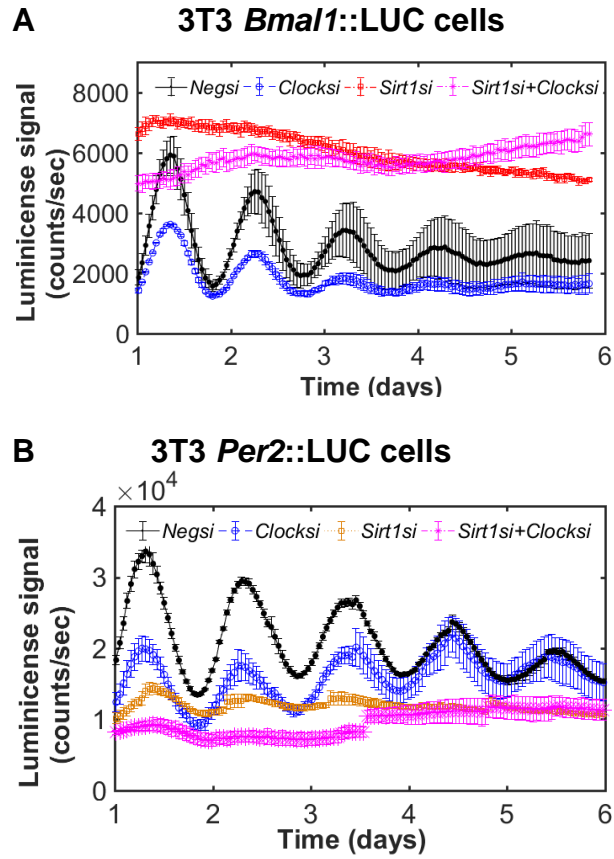 A
3T3 Bmal1::LUC cells
Negsi Clocksi Sirt1si Sirt1si+Clocksi
8000
6000
4000
2000
0
Luminicense signal
(counts/sec)
1 2 3 4 5 6
Time (days)
B
3T3 Per2::LUC cells
×10⁴
Negsi Clocksi Sirt1si Sirt1si+Clocksi
4
3
2
1
0
Luminicense signal
(counts/sec)
1 2 3 4 5 6
Time (days)